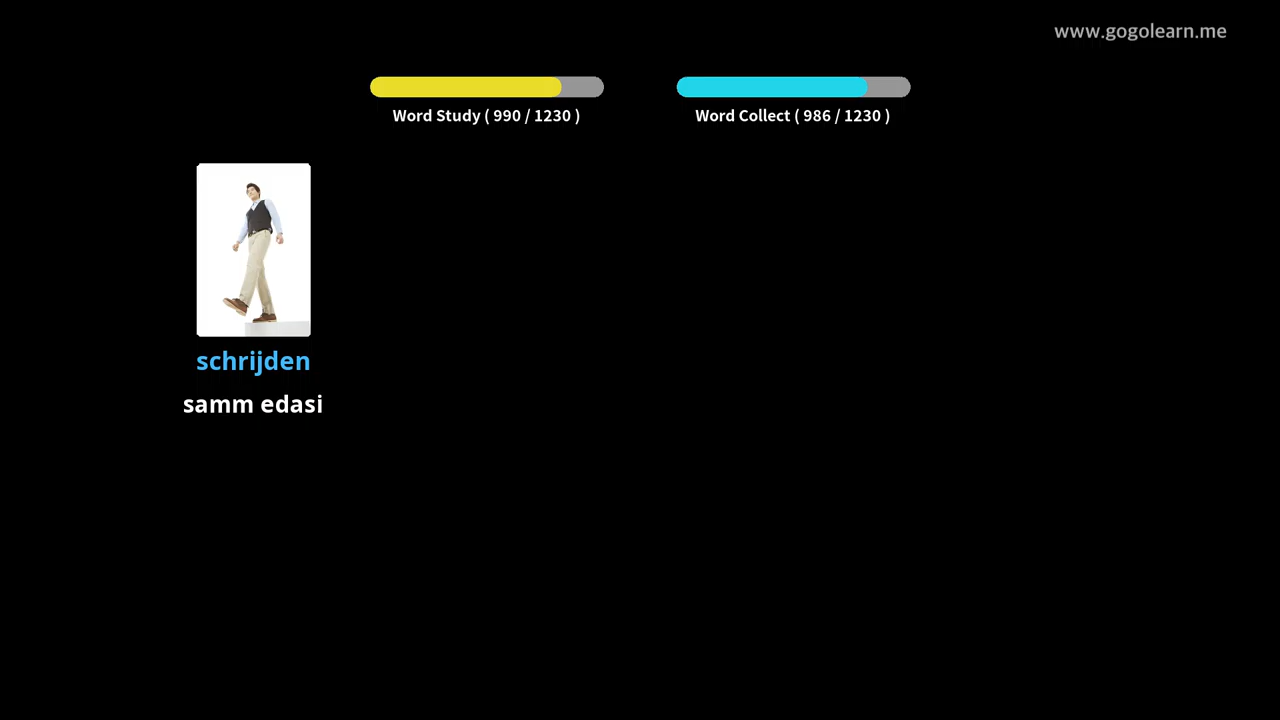 www.gogolearn.me
Word Study ( 990 / 1230 )
Word Collect ( 986 / 1230 )
schrijden
samm edasi